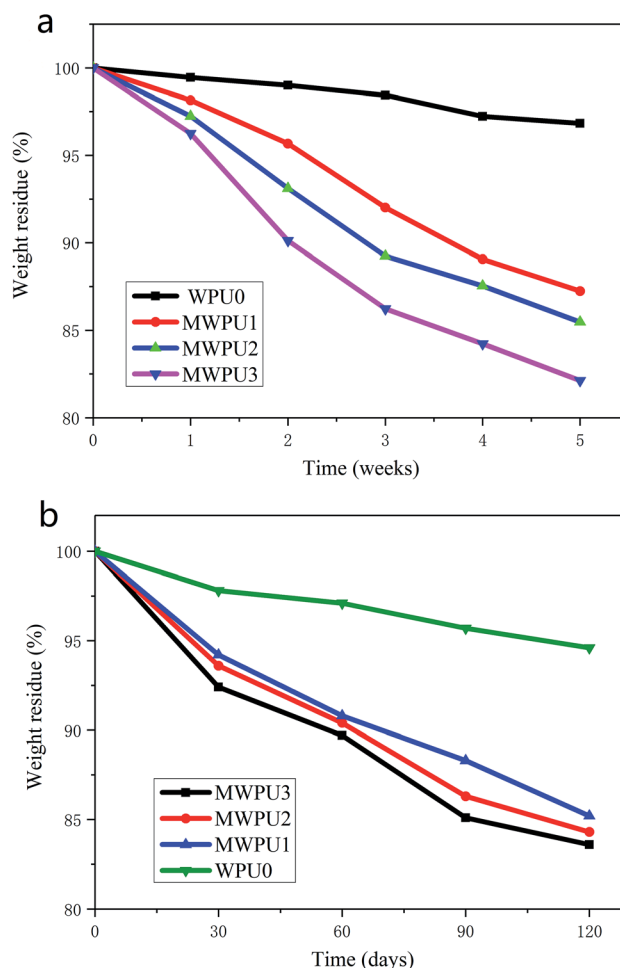 a
100
95
90
85
80
Weight residue (%)
WPU0
MWPU1
MWPU2
MWPU3
0 1 2 3 4 5
Time (weeks)
b
100
95
90
85
80
Weight residue (%)
MWPU3
MWPU2
MWPU1
WPU0
0 30 60 90 120
Time (days)